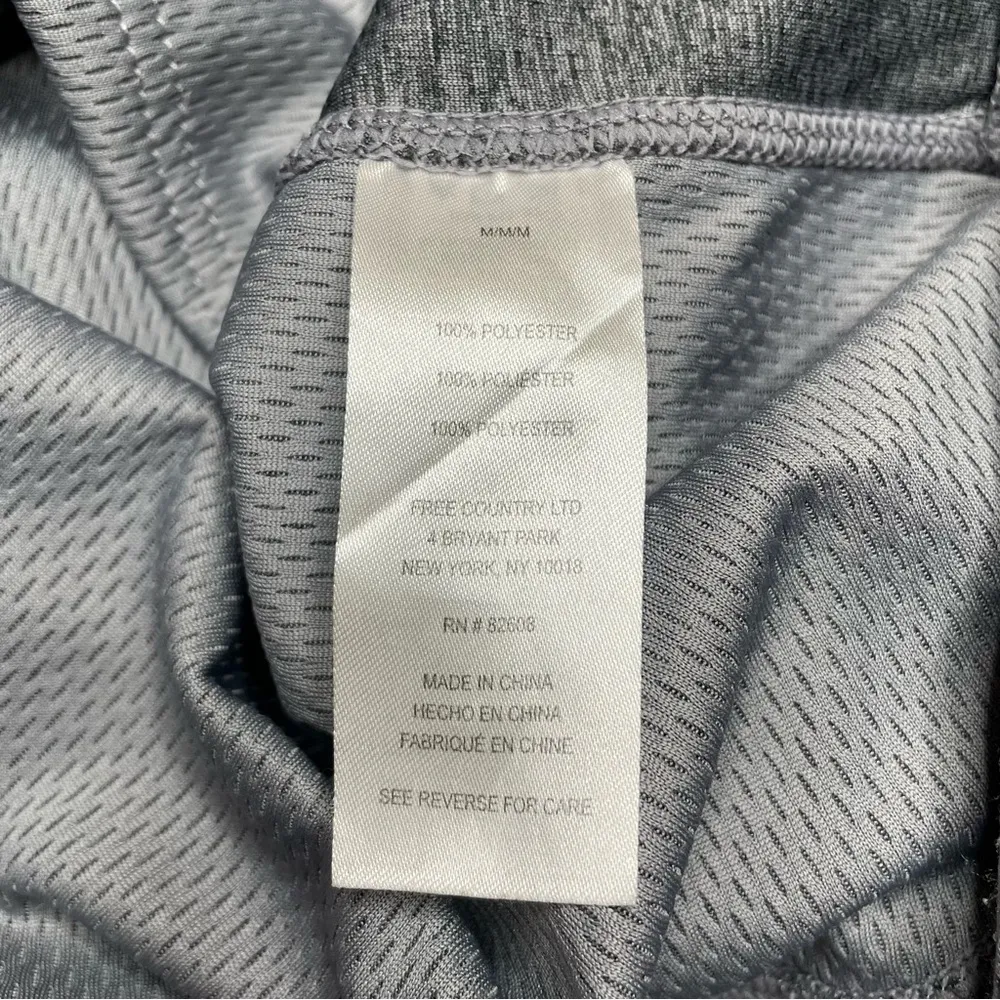 M/M/M
100% POLYESTER
100% POLIÉSTER
100% POLYESTER
FREE COUNTRY LTD
4 BRYANT PARK
NEW YORK, NY 10018
RN # 82608
MADE IN CHINA
HECHO EN CHINA
FABRIQUÉ EN CHINE
SEE REVERSE FOR CARE